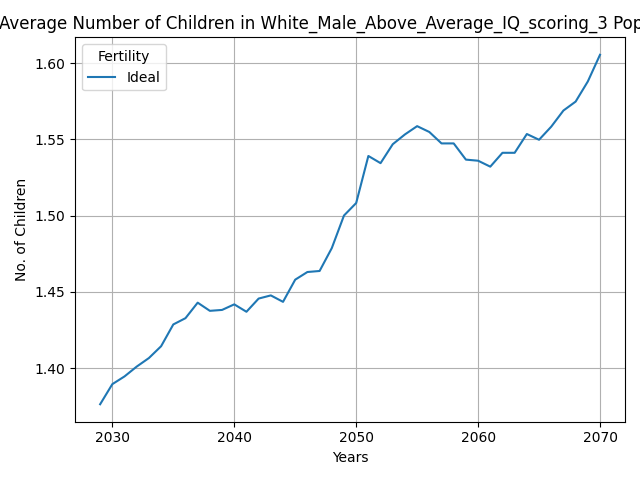 Average Number of Children in White_Male_Above_Average_IQ_scoring_3 Pop
Fertility
Ideal
1.60
1.55
1.50
1.45
1.40
No. of Children
2030 2040 2050 2060 2070
Years